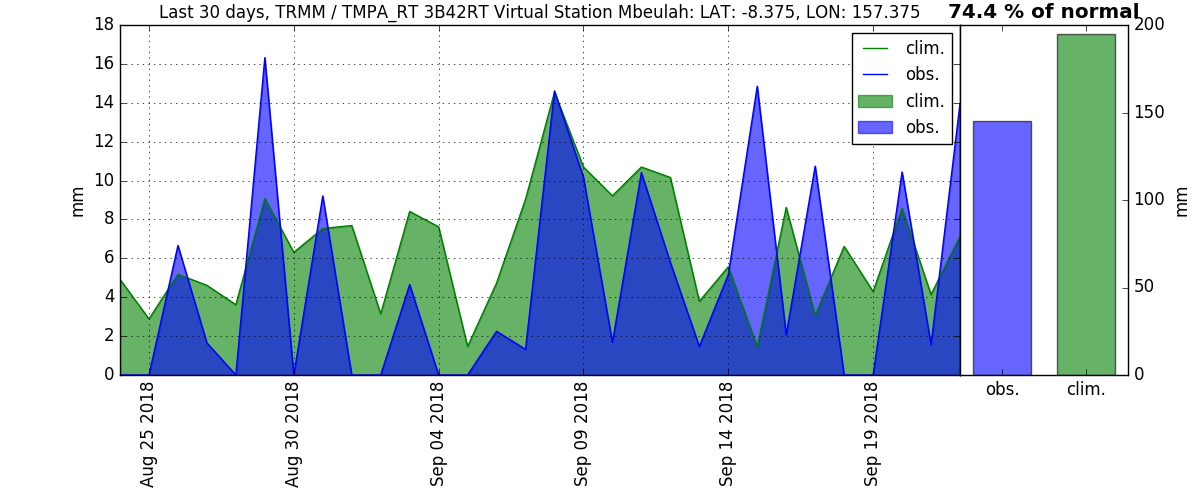 Last 30 days, TRMM / TMPA_RT 3B42RT Virtual Station Mbeulah: LAT: -8.375, LON: 157.375
74.4 % of normal
18
16
14
12
10
8
6
4
2
0
mm
clim.
obs.
clim.
obs.
Aug 25 2018
Aug 30 2018
Sep 04 2018
Sep 09 2018
Sep 14 2018
Sep 19 2018
200
150
100
50
0
mm
obs.
clim.